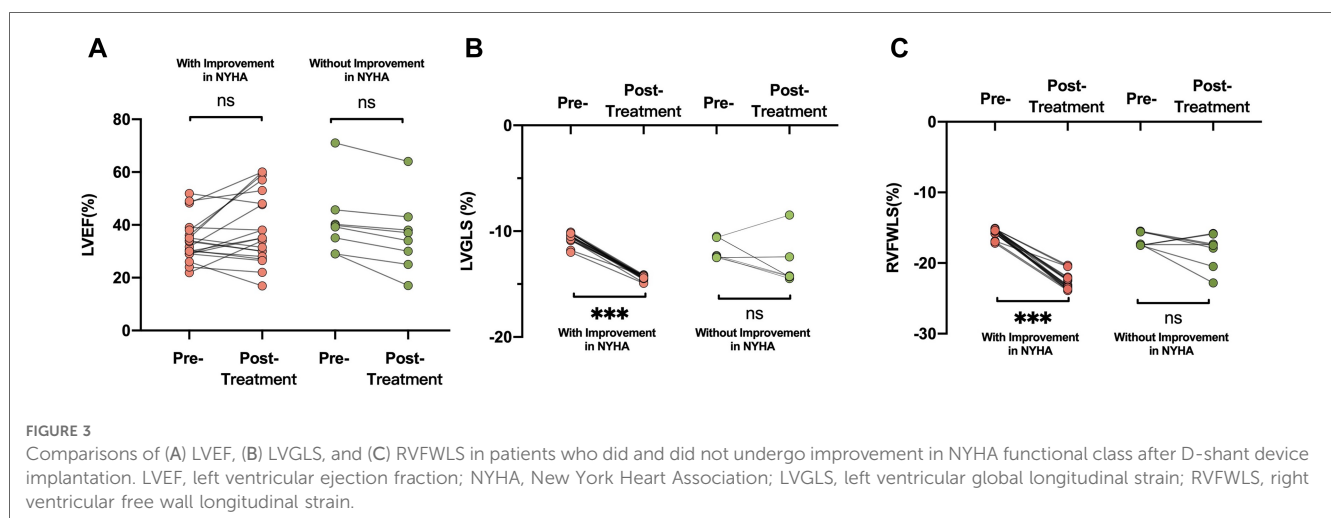 A
With Improvement
in NYHA
Without Improvement
in NYHA
ns
ns
80
60
40
20
0
LVEF(%)
Pre-
Post-
Treatment
Pre-
Post-
Treatment
B
Pre-
Post-
Treatment
Pre-
Post-
Treatment
0
-10
-20
LVGLS (%)
***
With Improvement
in NYHA
ns
Without Improvement
in NYHA
C
Pre-
Post-
Treatment
Pre-
Post-
Treatment
0
-10
-20
-30
RVFWLS(%)
***
With Improvement
in NYHA
ns
Without Improvement
in NYHA
FIGURE 3
Comparisons of (A) LVEF, (B) LVGLS, and (C) RVFWLS in patients who did and did not undergo improvement in NYHA functional class after D-shant device
implantation. LVEF, left ventricular ejection fraction; NYHA, New York Heart Association; LVGLS, left ventricular global longitudinal strain; RVFWLS, right
ventricular free wall longitudinal strain.